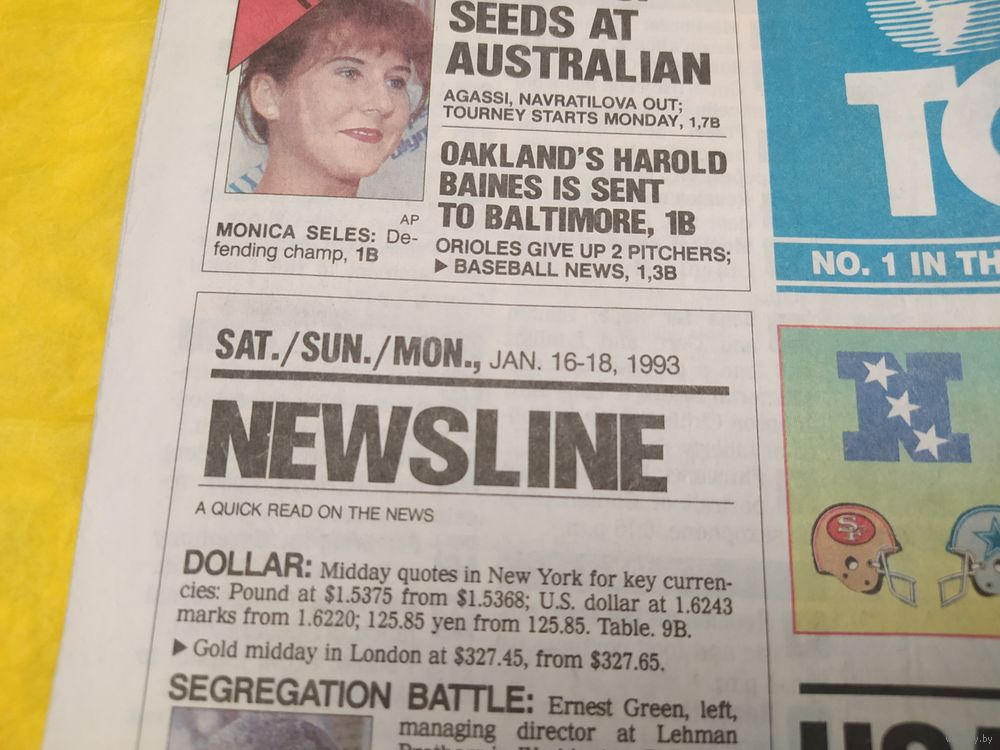 SEEDS AT
AUSTRALIAN
AGASSI, NAVRATILOVA OUT;
TOURNEY STARTS MONDAY, 1,7B
OAKLAND'S HAROLD
BAINES IS SENT
TO BALTIMORE, 1B
ORIOLES GIVE UP 2 PITCHERS;
▶ BASEBALL NEWS, 1,3B
AP
MONICA SELES: De-
fending champ, 1B
NO. 1 IN TH
SAT./SUN./MON., JAN. 16-18, 1993
NEWSLINE
A QUICK READ ON THE NEWS
DOLLAR: Midday quotes in New York for key curren-
cies: Pound at $1.5375 from $1.5368; U.S. dollar at 1.6243
marks from 1.6220; 125.85 yen from 125.85. Table. 9B.
▶ Gold midday in London at $327.45, from $327.65.
SEGREGATION BATTLE: Ernest Green, left,
managing director at Lehman
N
SF